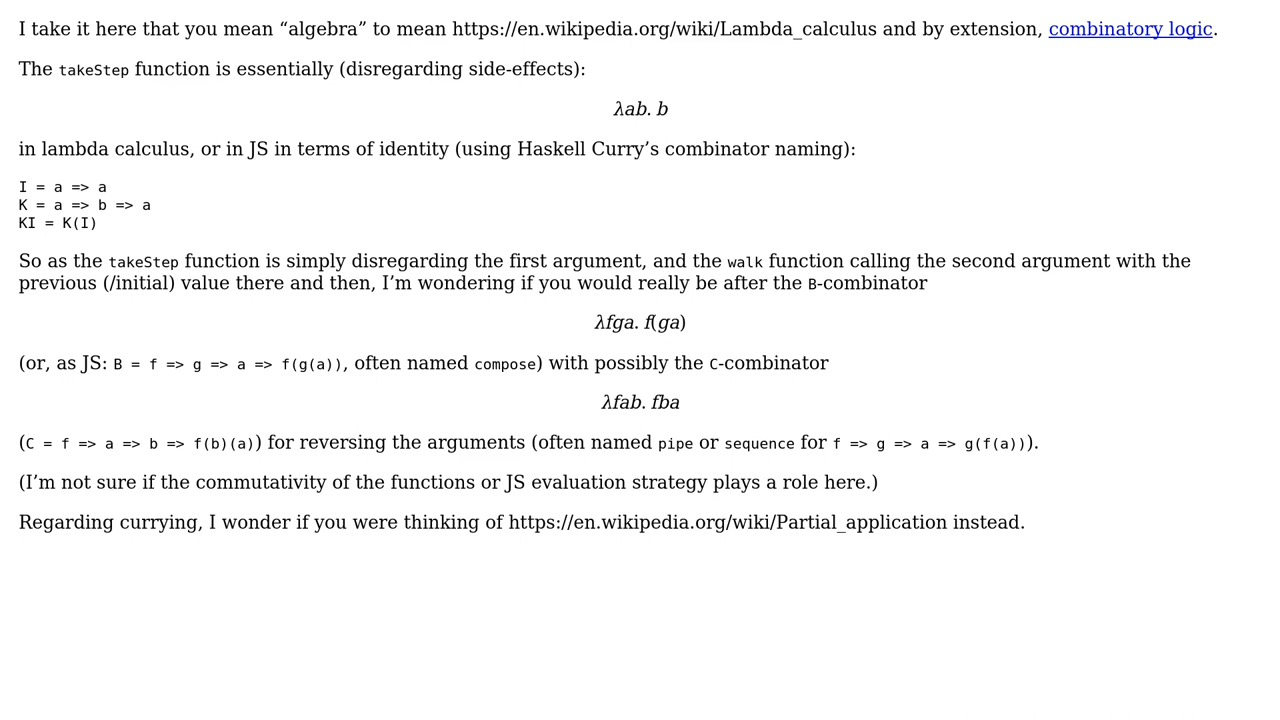 I take it here that you mean “algebra” to mean https://en.wikipedia.org/wiki/Lambda_calculus and by extension, combinatory logic.
The takeStep function is essentially (disregarding side-effects):
λab. b
in lambda calculus, or in JS in terms of identity (using Haskell Curry’s combinator naming):
I = a => a
K = a => b => a
KI = K(I)
So as the takeStep function is simply disregarding the first argument, and the walk function calling the second argument with the
previous (/initial) value there and then, I’m wondering if you would really be after the B-combinator
λfga. f(ga)
(or, as JS: B = f => g => a => f(g(a)), often named compose) with possibly the C-combinator
λfab. fba
(C = f => a => b => f(b)(a)) for reversing the arguments (often named pipe or sequence for f => g => a => g(f(a))).
(I’m not sure if the commutativity of the functions or JS evaluation strategy plays a role here.)
Regarding currying, I wonder if you were thinking of https://en.wikipedia.org/wiki/Partial_application instead.